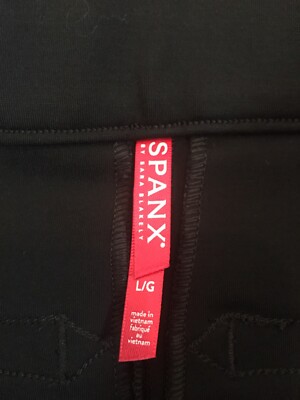 SPANX®
BY SARA BLAKELY
L/G
made in
vietnam
fabriqué
au
vietnam